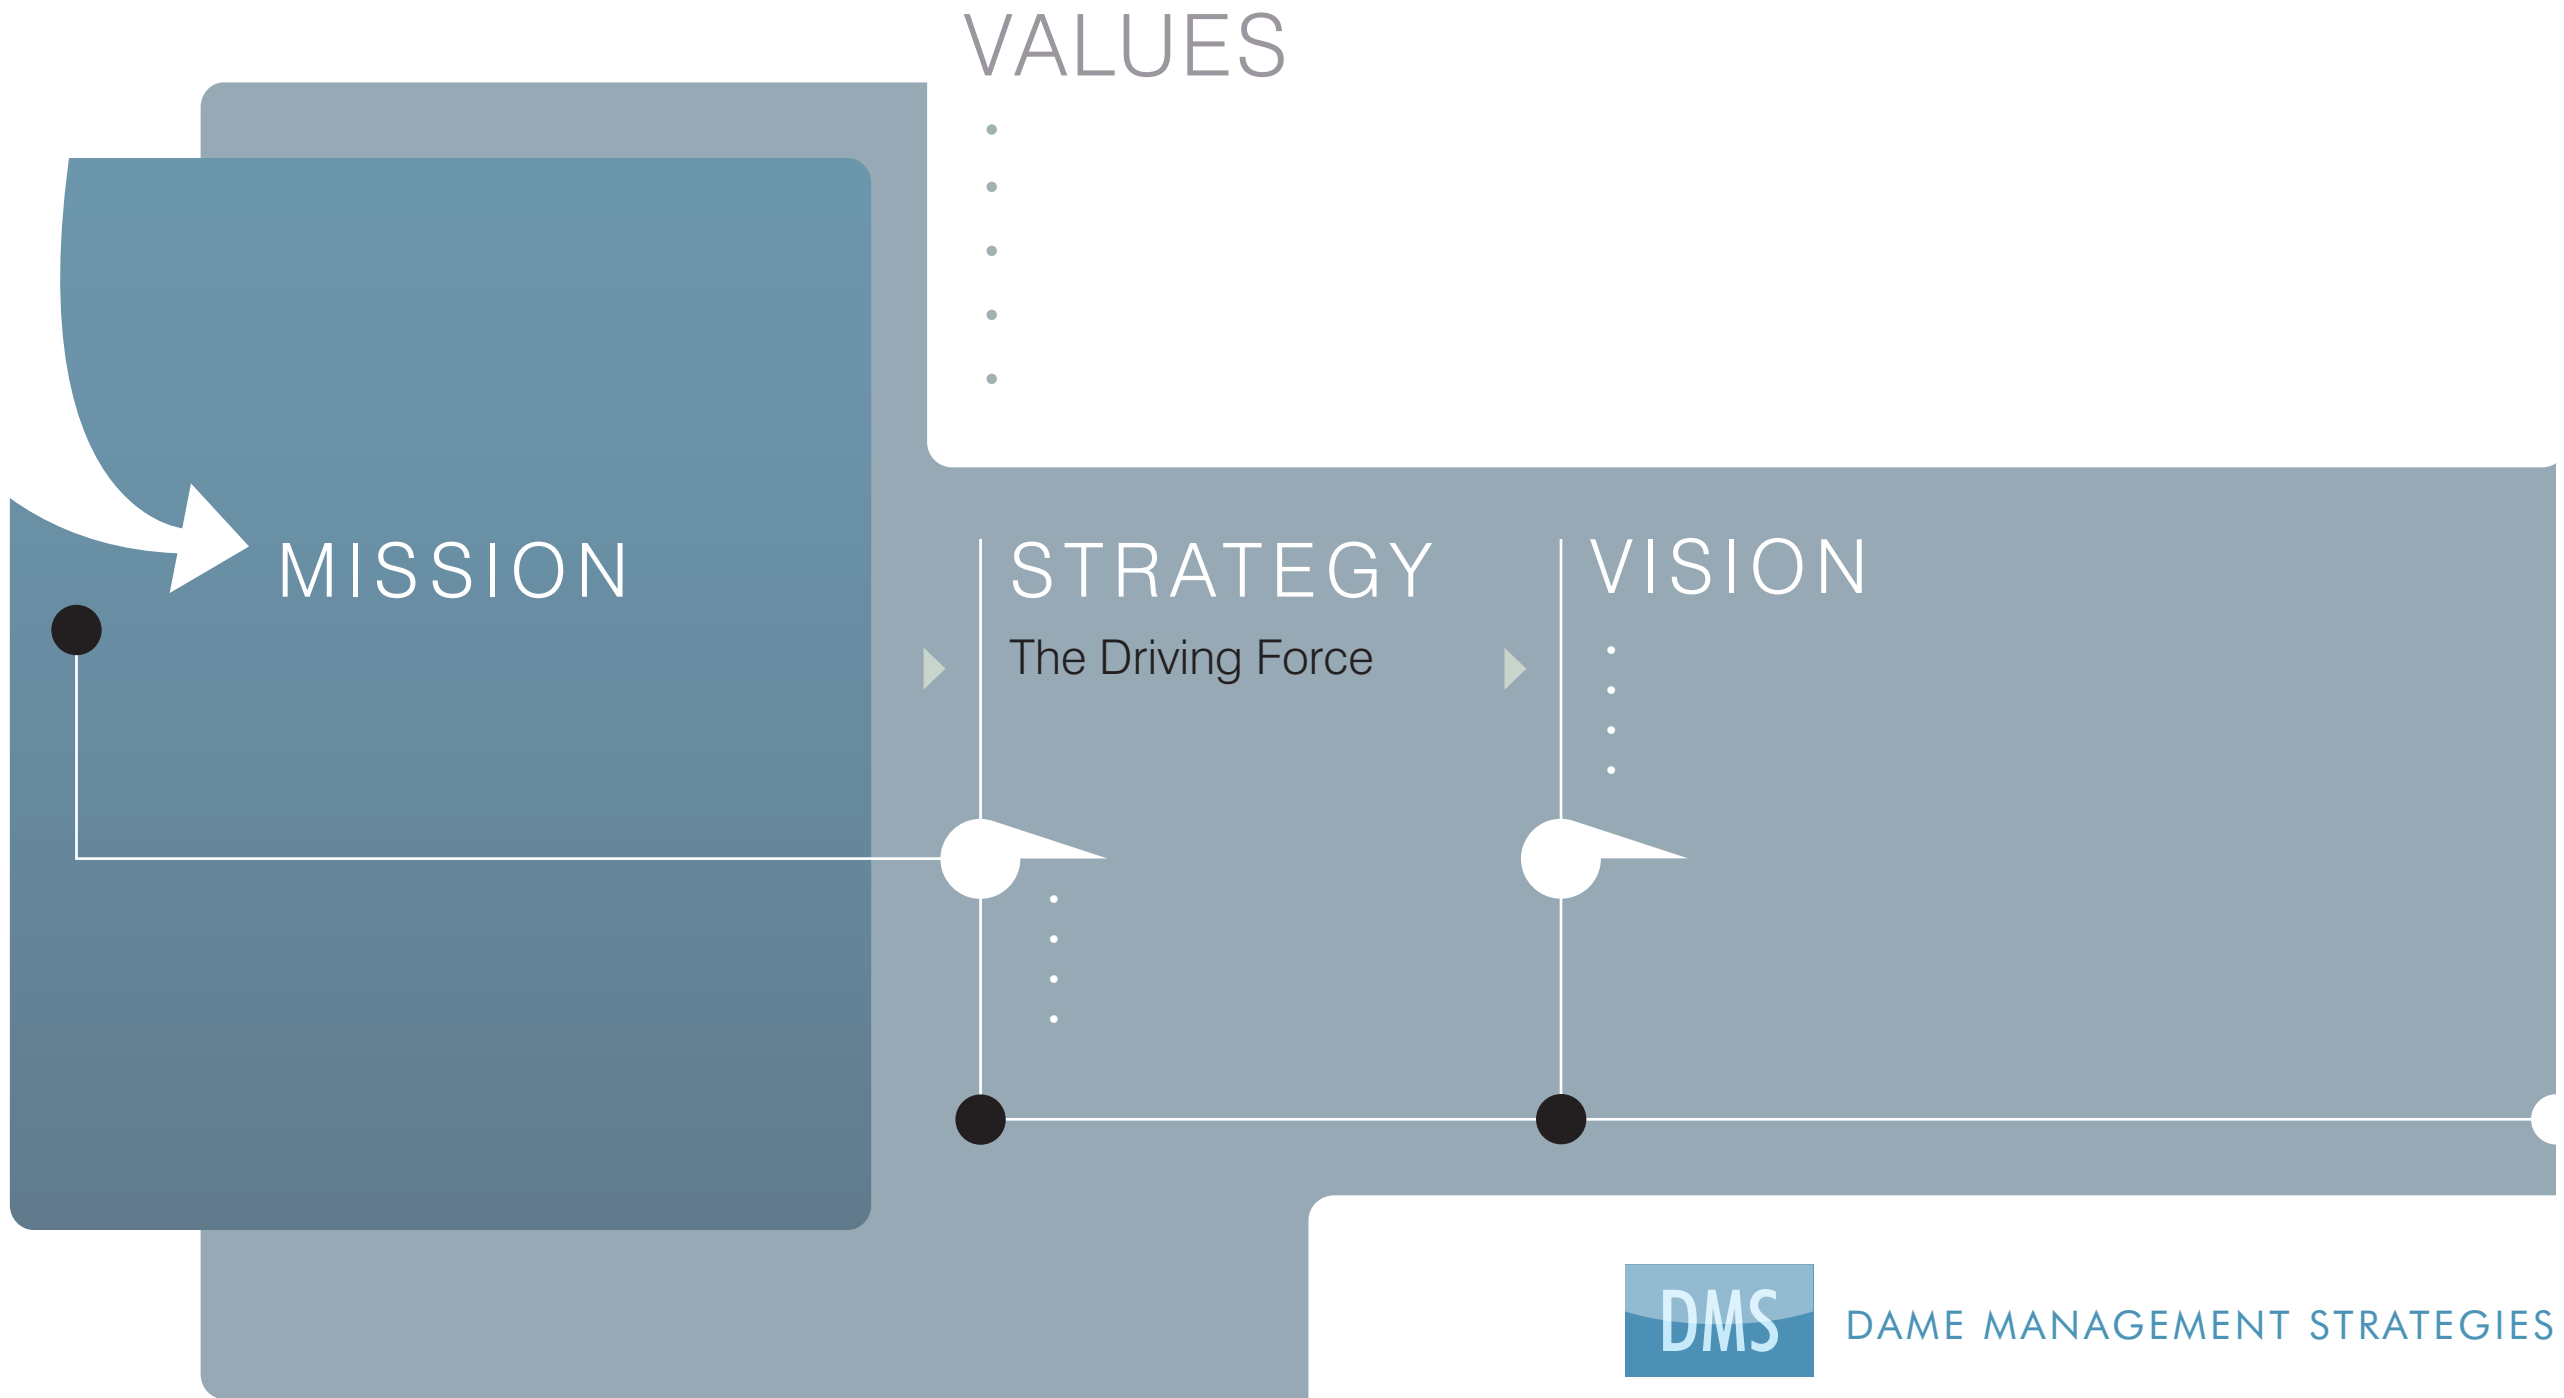 VALUES
MISSION
STRATEGY
The Driving Force
VISION
DMS
DAME MANAGEMENT STRATEGIES